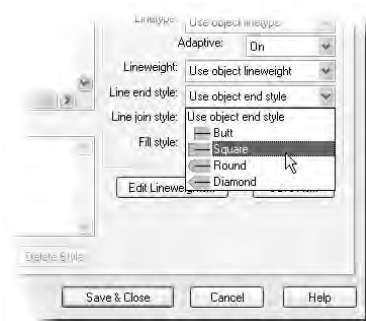 Linetype: Use object linetype
Adaptive: On
Lineweight: Use object lineweight
Line end style: Use object end style
Line join style: Use object end style
Butt
Fill style: Square
Round
Diamond
Edit Linewe
Delete Style
Save & Close Cancel Help